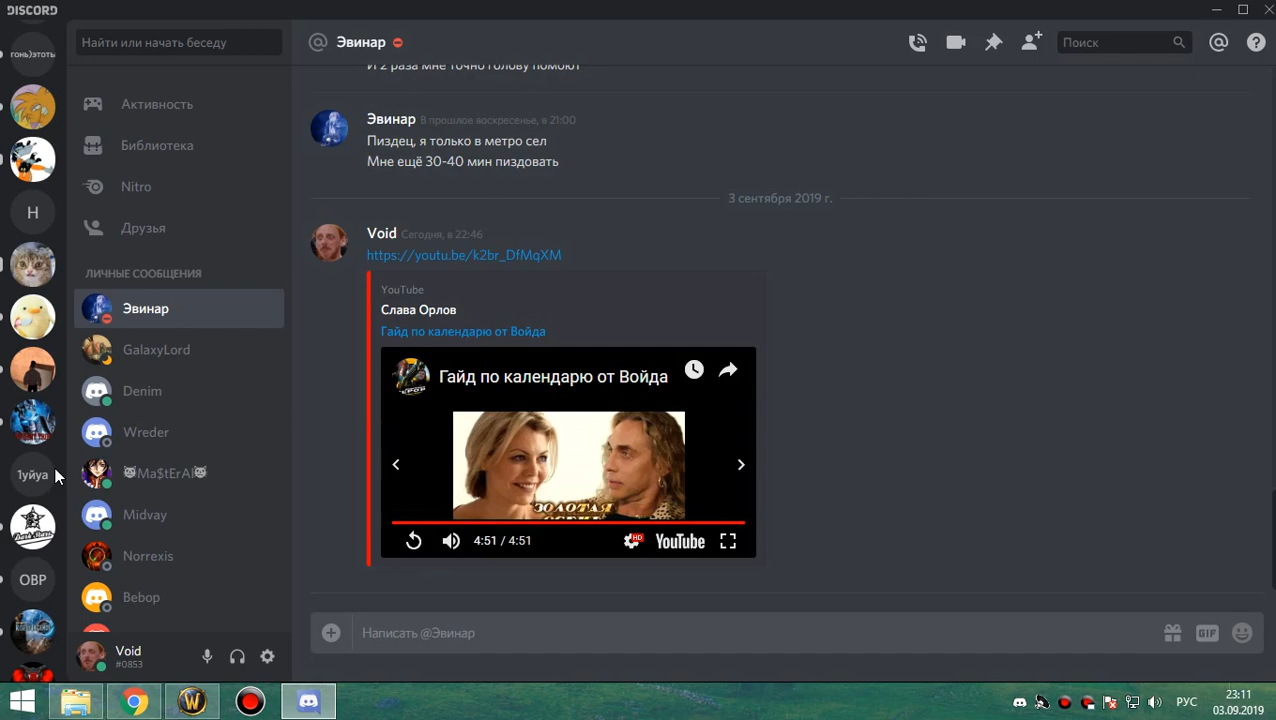 DISCORD
гонь)этоть
Н
1уйуа
ОВР
Найти или начать беседу
Активность
Библиотека
Nitro
Друзья
ЛИЧНЫЕ СООБЩЕНИЯ
Эвинар
GalaxyLord
Denim
Wreder
Ma$tErAl
Midway
Norrexis
Bebop
Void
#0853
Эвинар
Поиск
И 2 раза мне точно голову помоют
Эвинар В прошлое воскресенье, в 21:00
Пиздец, я только в метро сел
Мне ещё 30-40 мин пиздовать
3 сентября 2019 г.
Void Сегодня, в 22:46
https://youtu.be/k2br_DfMqXM
YouTube
Слава Орлов
Гайд по календарю от Войда
Гайд по календарю от Войда
ЗОЛОТАЯ
4:51 / 4:51
HD
YouTube
Написать @Эвинар
GIF
РУС
23:11
03.09.2019